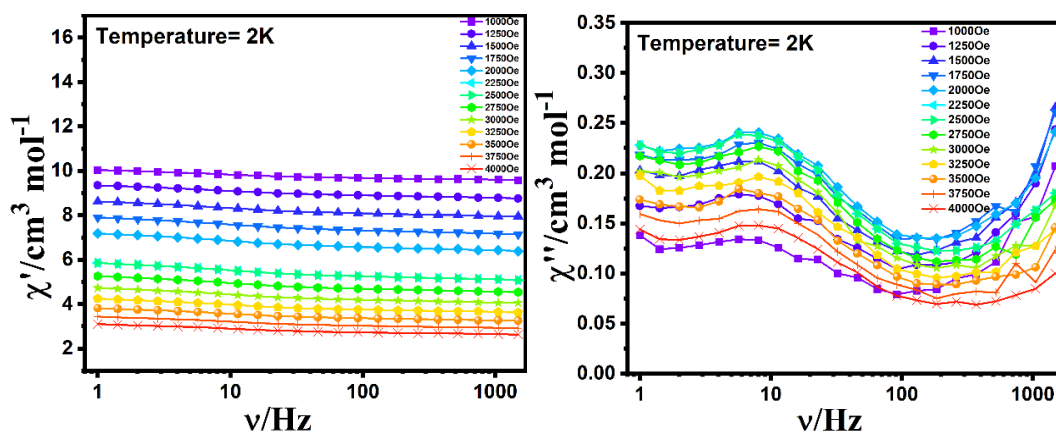 Temperature= 2K
1000Oe
1250Oe
1500Oe
1750Oe
2000Oe
2250Oe
2500Oe
2750Oe
3000Oe
3250Oe
3500Oe
3750Oe
4000Oe
16
14
12
10
8
6
4
2
χ'/cm³ mol⁻¹
1
10
100
1000
ν/Hz
Temperature= 2K
1000Oe
1250Oe
1500Oe
1750Oe
2000Oe
2250Oe
2500Oe
2750Oe
3000Oe
3250Oe
3500Oe
3750Oe
4000Oe
0.35
0.30
0.25
0.20
0.15
0.10
0.05
0.00
χ''/cm³ mol⁻¹
1
10
100
1000
ν/Hz